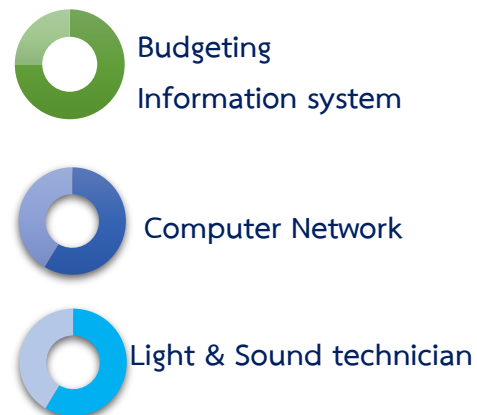 Budgeting
Information system
Computer Network
Light & Sound technician